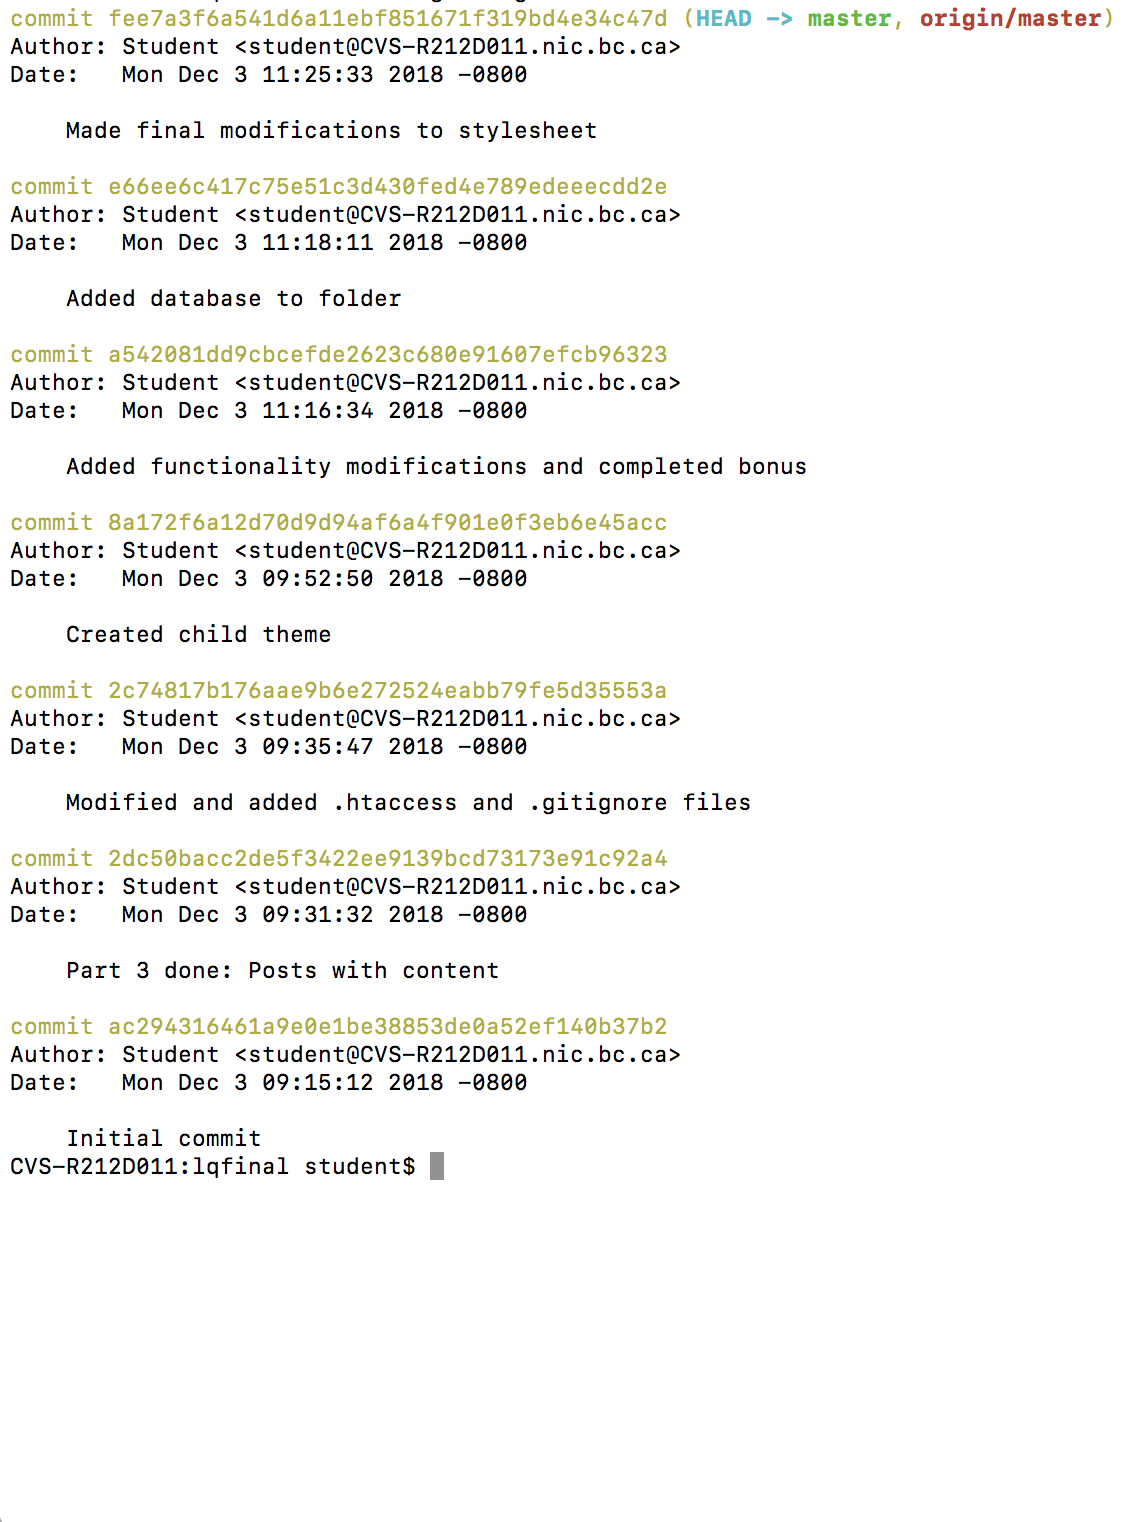 commit fee7a3f6a541d6a11ebf851671f319bd4e34c47d (HEAD -> master, origin/master)
Author: Student <student@CVS-R212D011.nic.bc.ca>
Date:   Mon Dec 3 11:25:33 2018 -0800

    Made final modifications to stylesheet

commit e66ee6c417c75e51c3d430fed4e789edeeecdd2e
Author: Student <student@CVS-R212D011.nic.bc.ca>
Date:   Mon Dec 3 11:18:11 2018 -0800

    Added database to folder

commit a542081dd9cbcefde2623c680e91607efcb96323
Author: Student <student@CVS-R212D011.nic.bc.ca>
Date:   Mon Dec 3 11:16:34 2018 -0800

    Added functionality modifications and completed bonus

commit 8a172f6a12d70d9d94af6a4f901e0f3eb6e45acc
Author: Student <student@CVS-R212D011.nic.bc.ca>
Date:   Mon Dec 3 09:52:50 2018 -0800

    Created child theme

commit 2c74817b176aae9b6e272524eabb79fe5d35553a
Author: Student <student@CVS-R212D011.nic.bc.ca>
Date:   Mon Dec 3 09:35:47 2018 -0800

    Modified and added .htaccess and .gitignore files

commit 2dc50bacc2de5f3422ee9139bcd73173e91c92a4
Author: Student <student@CVS-R212D011.nic.bc.ca>
Date:   Mon Dec 3 09:31:32 2018 -0800

    Part 3 done: Posts with content

commit ac294316461a9e0e1be38853de0a52ef140b37b2
Author: Student <student@CVS-R212D011.nic.bc.ca>
Date:   Mon Dec 3 09:15:12 2018 -0800

    Initial commit
CVS-R212D011:lqfinal student$